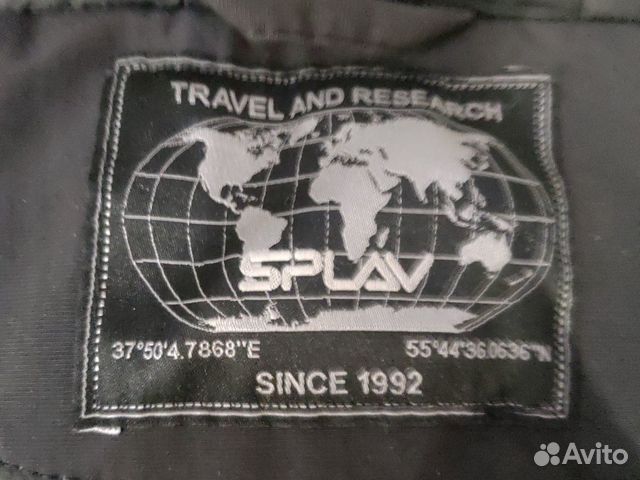 TRAVEL AND RESEARCH
SPLAV
37°50'4.7868"E 55°44'36.0636"N
SINCE 1992
Avito